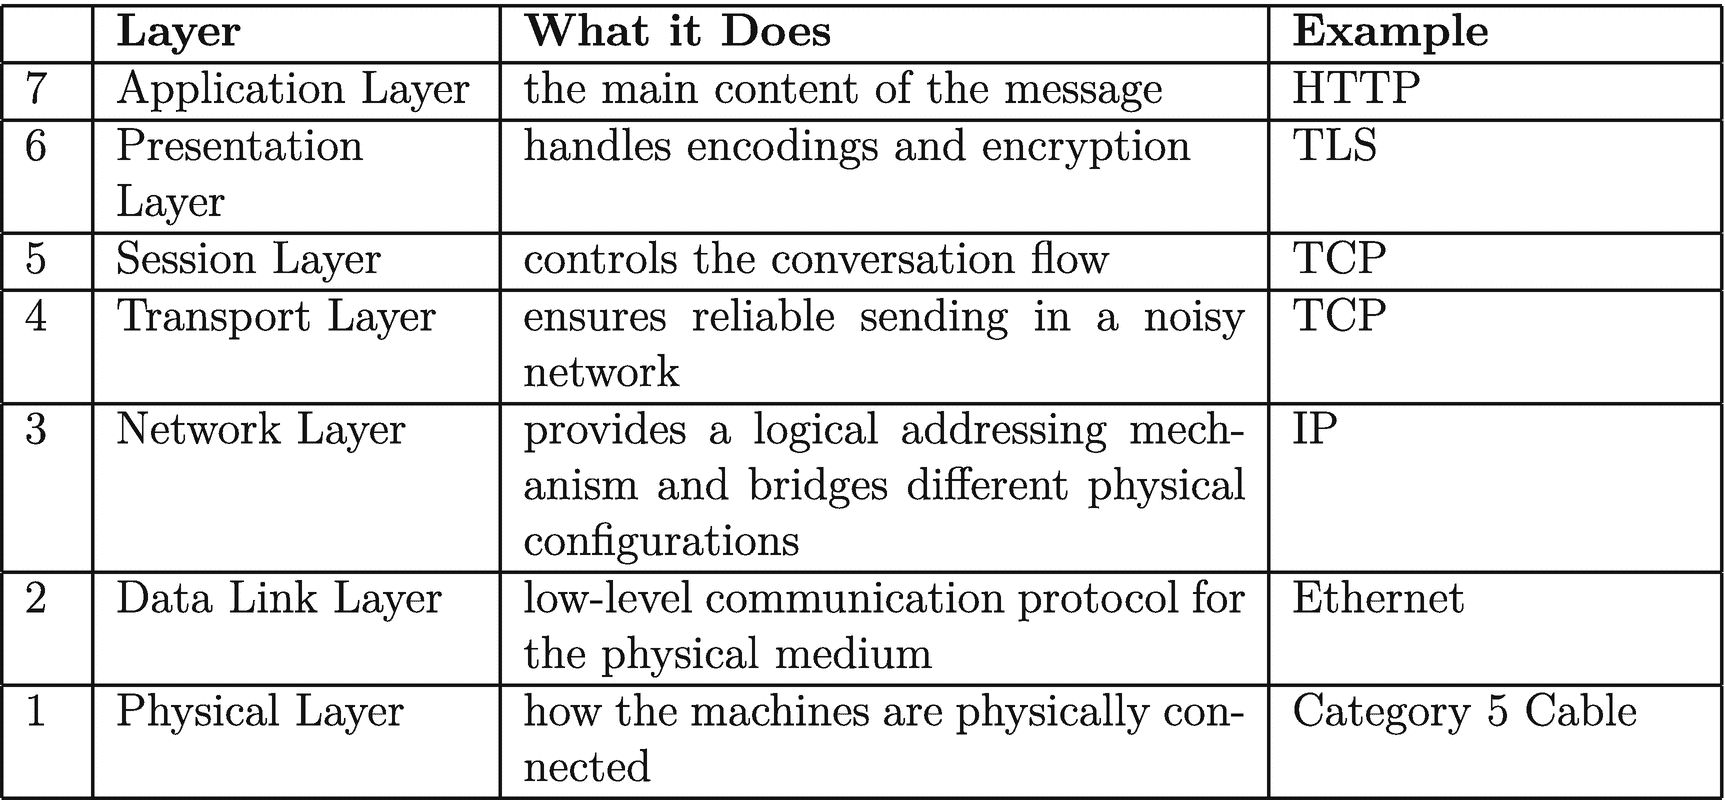 Layer What it Does Example
7 Application Layer the main content of the message HTTP
6 Presentation handles encodings and encryption TLS
Layer
5 Session Layer controls the conversation flow TCP
4 Transport Layer ensures reliable sending in a noisy TCP
network
3 Network Layer provides a logical addressing mech- IP
anism and bridges different physical
configurations
2 Data Link Layer low-level communication protocol for Ethernet
the physical medium
1 Physical Layer how the machines are physically con- Category 5 Cable
nected